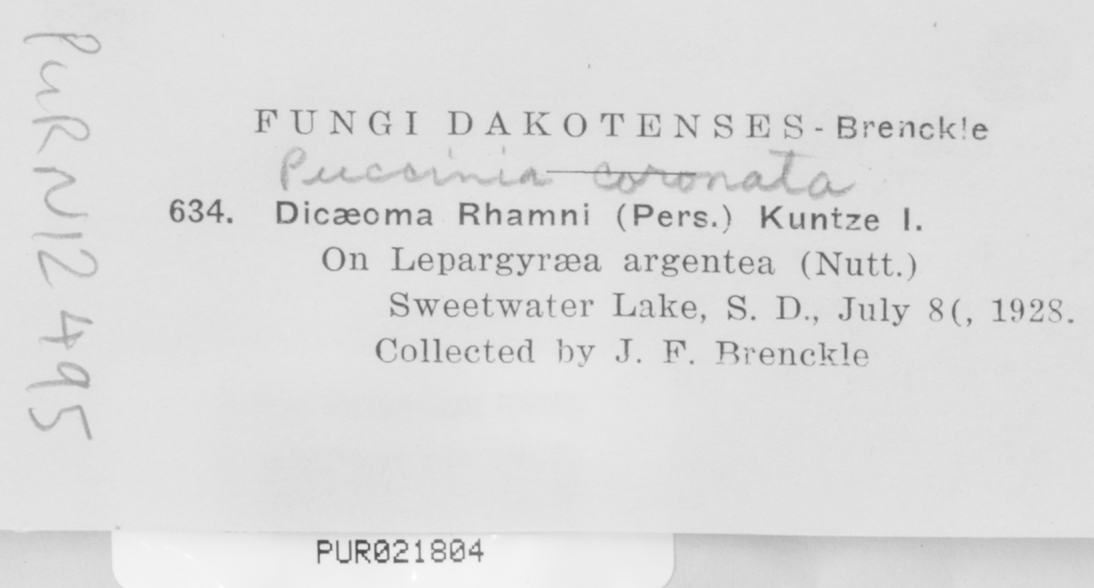 FUNGI DAKOTENSES - Brenckle
Puccinia coronata
634. Dicæoma Rhamni (Pers.) Kuntze I.
On Lepargyræa argentea (Nutt.)
Sweetwater Lake, S. D., July 8(, 1928.
Collected by J. F. Brenckle
PUR N12495
PUR021804